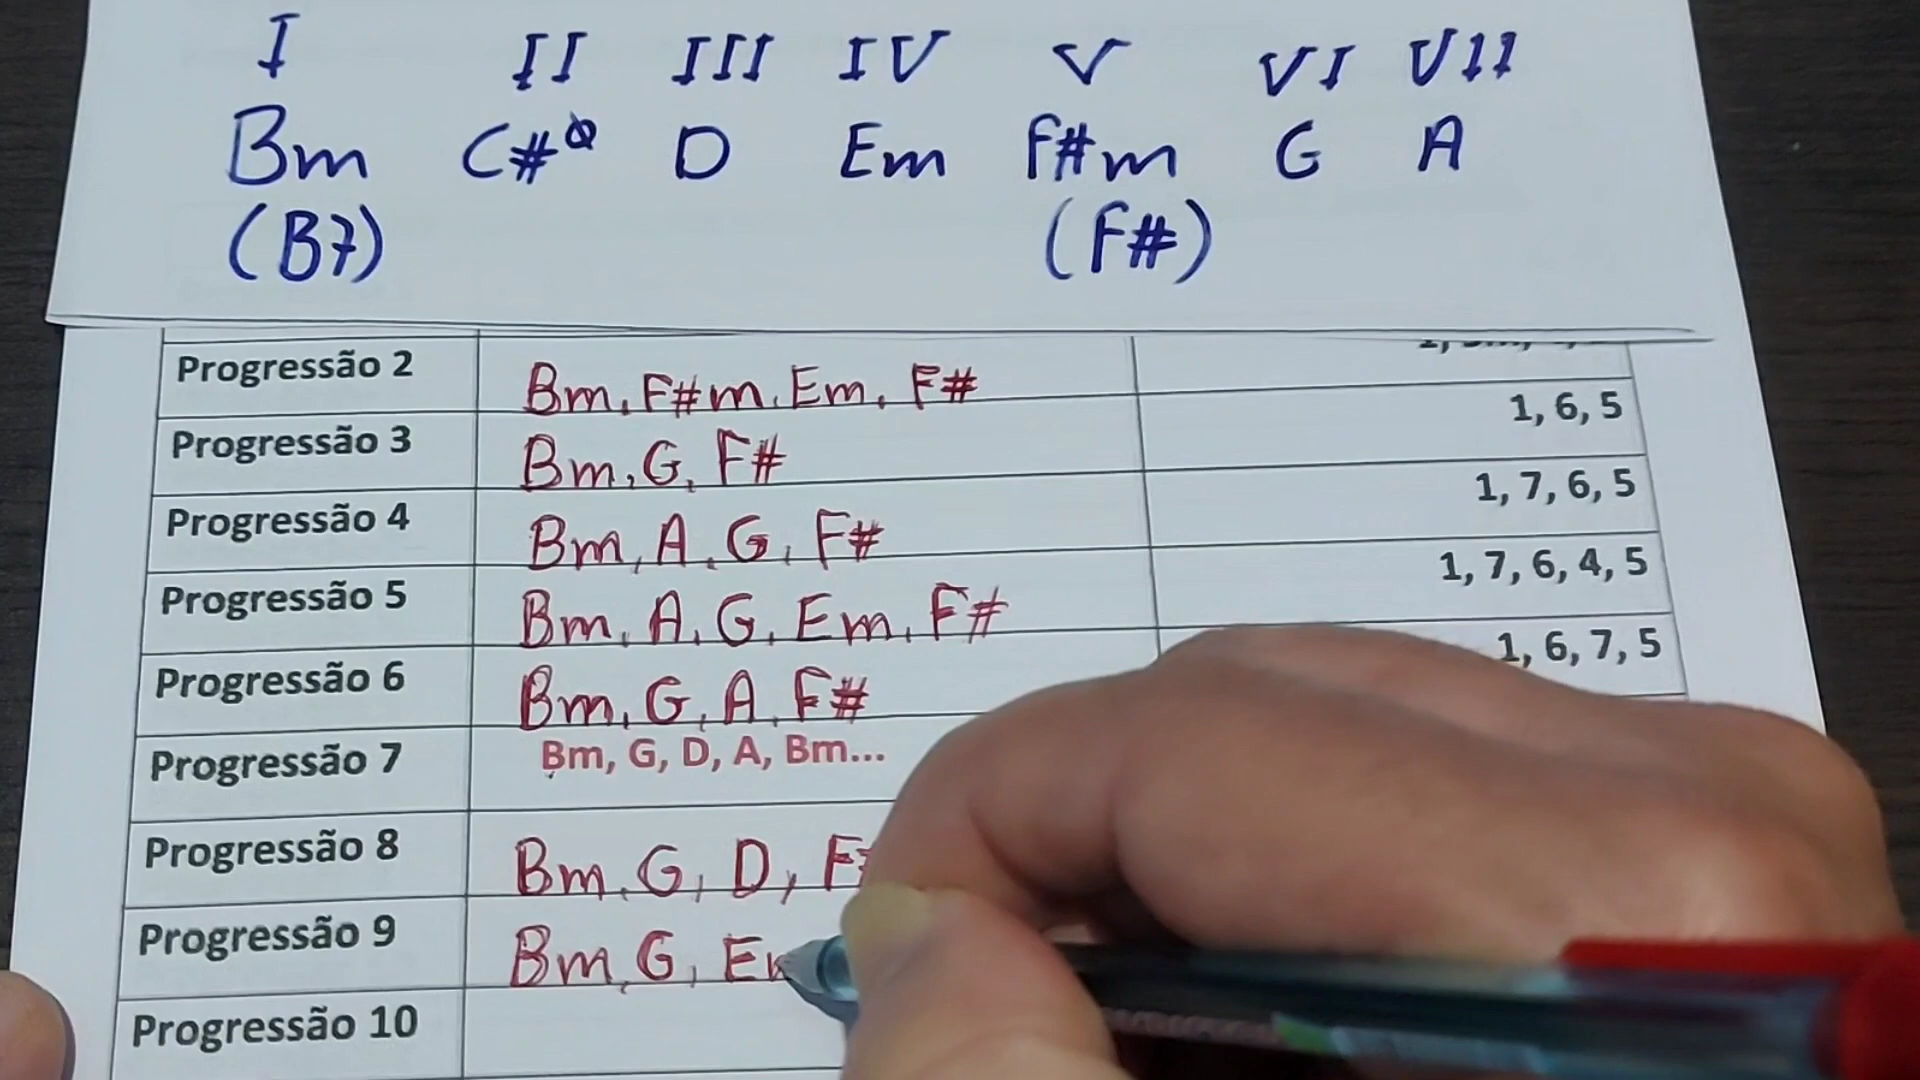 I II III IV V VI VII
Bm C#ø D Em F#m G A
(B7) (F#)
Progressão 2 Bm, F#m, Em, F#
1, 6, 5
Progressão 3 Bm, G, F#
1, 7, 6, 5
Progressão 4 Bm, A, G, F#
1, 7, 6, 4, 5
Progressão 5 Bm, A, G, Em, F#
1, 6, 7, 5
Progressão 6 Bm, G, A, F#
Progressão 7 Bm, G, D, A, Bm...
Progressão 8 Bm, G, D, F#
Progressão 9 Bm, G, Em
Progressão 10